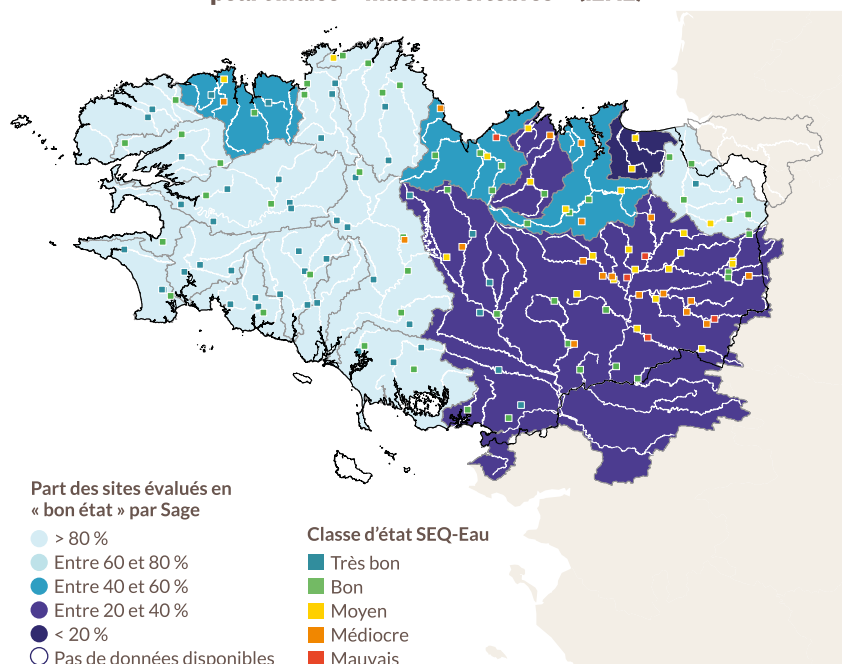 Part des sites évalués en
« bon état » par Sage
> 80 %
Entre 60 et 80 %
Entre 40 et 60 %
Entre 20 et 40 %
< 20 %
Pas de données disponibles
Classe d’état SEQ-Eau
Très bon
Bon
Moyen
Médiocre
Mauvais